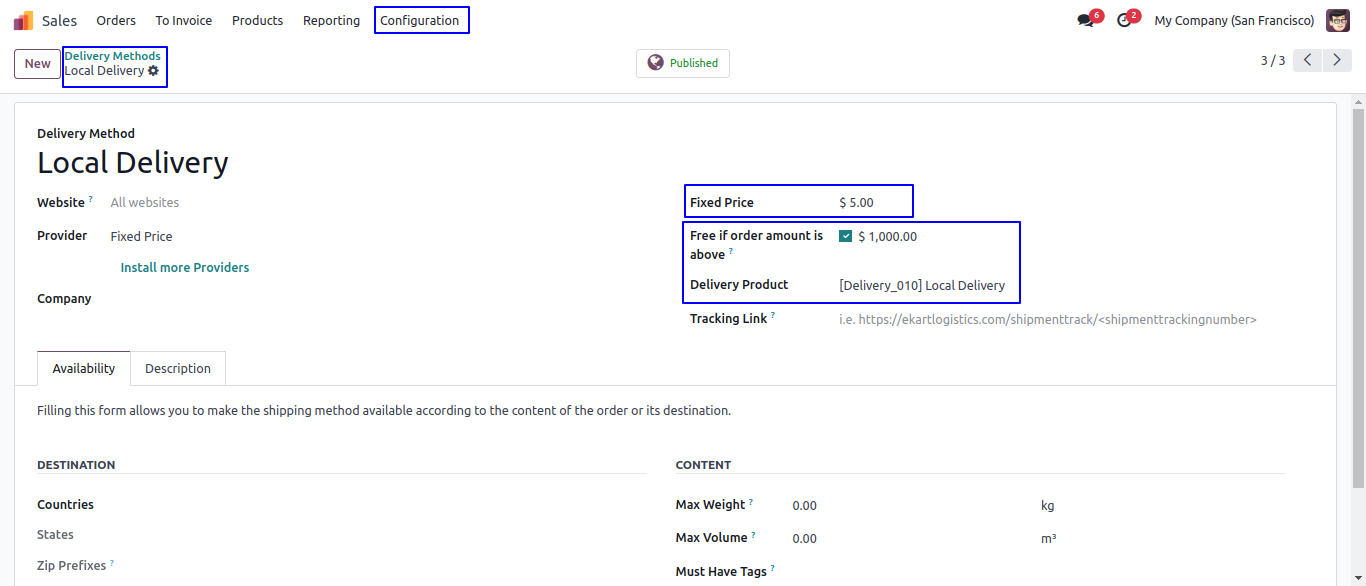 Sales Orders To Invoice Products Reporting Configuration 6 2 My Company (San Francisco)
New Delivery Methods Published 3 / 3
Local Delivery
Delivery Method
Local Delivery
Website ? All websites Fixed Price $ 5.00
Provider Fixed Price Free if order amount is $ 1,000.00
above ?
Install more Providers Delivery Product [Delivery_010] Local Delivery
Company Tracking Link ? i.e. https://ekartlogistics.com/shipmenttrack/<shipmenttrackingnumber>
Availability Description
Filling this form allows you to make the shipping method available according to the content of the order or its destination.
DESTINATION CONTENT
Countries Max Weight ? 0.00 kg
States Max Volume ? 0.00 m³
Zip Prefixes ? Must Have Tags ?